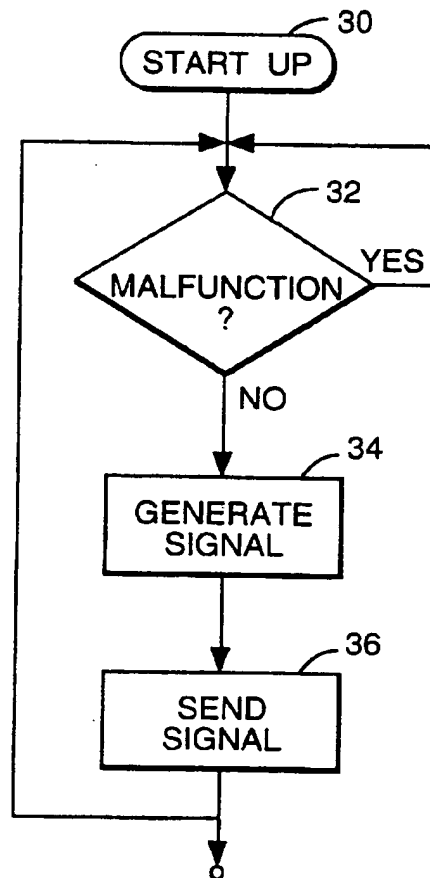 30
START UP
32
YES
MALFUNCTION
?
NO
34
GENERATE
SIGNAL
36
SEND
SIGNAL